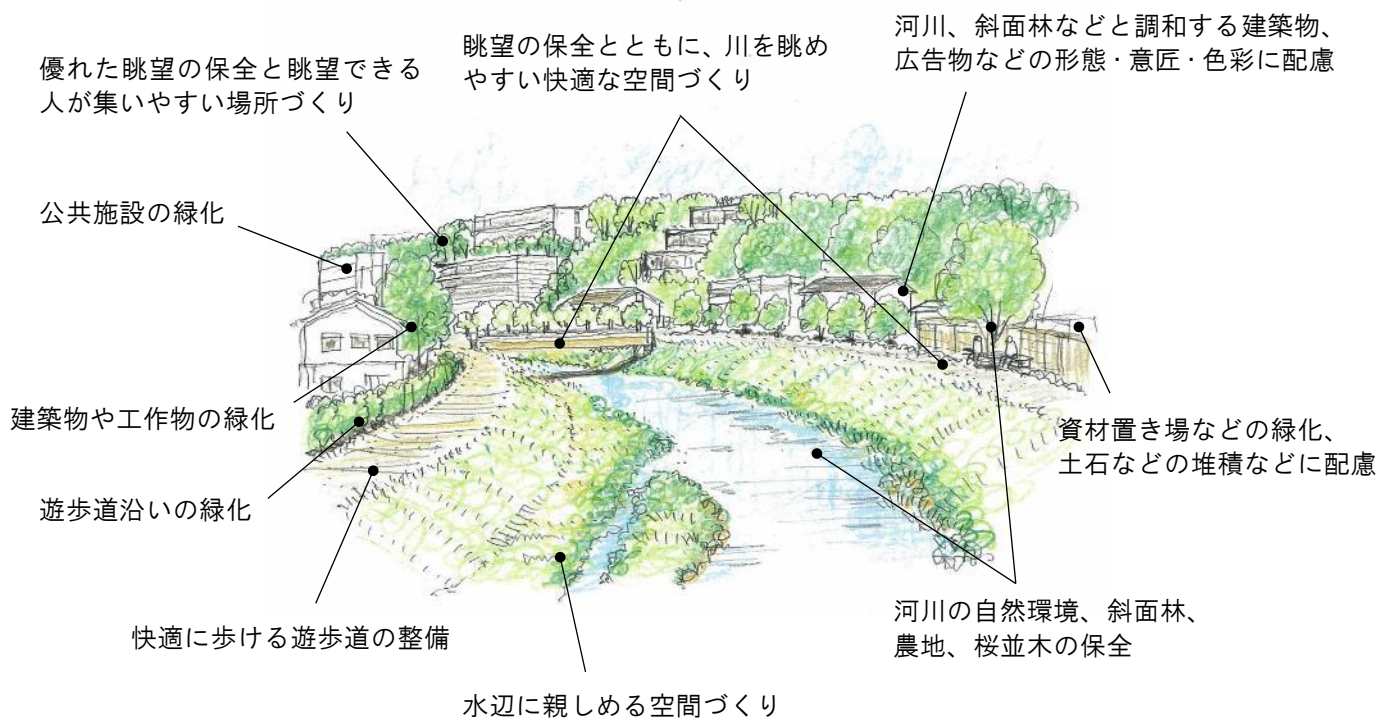 優れた眺望の保全と眺望できる
人が集いやすい場所づくり
眺望の保全とともに、川を眺め
やすい快適な空間づくり
河川、斜面林などと調和する建築物、
広告物などの形態・意匠・色彩に配慮
公共施設の緑化
建築物や工作物の緑化
遊歩道沿いの緑化
快適に歩ける遊歩道の整備
水辺に親しめる空間づくり
河川の自然環境、斜面林、
農地、桜並木の保全
資材置き場などの緑化、
土石などの堆積などに配慮